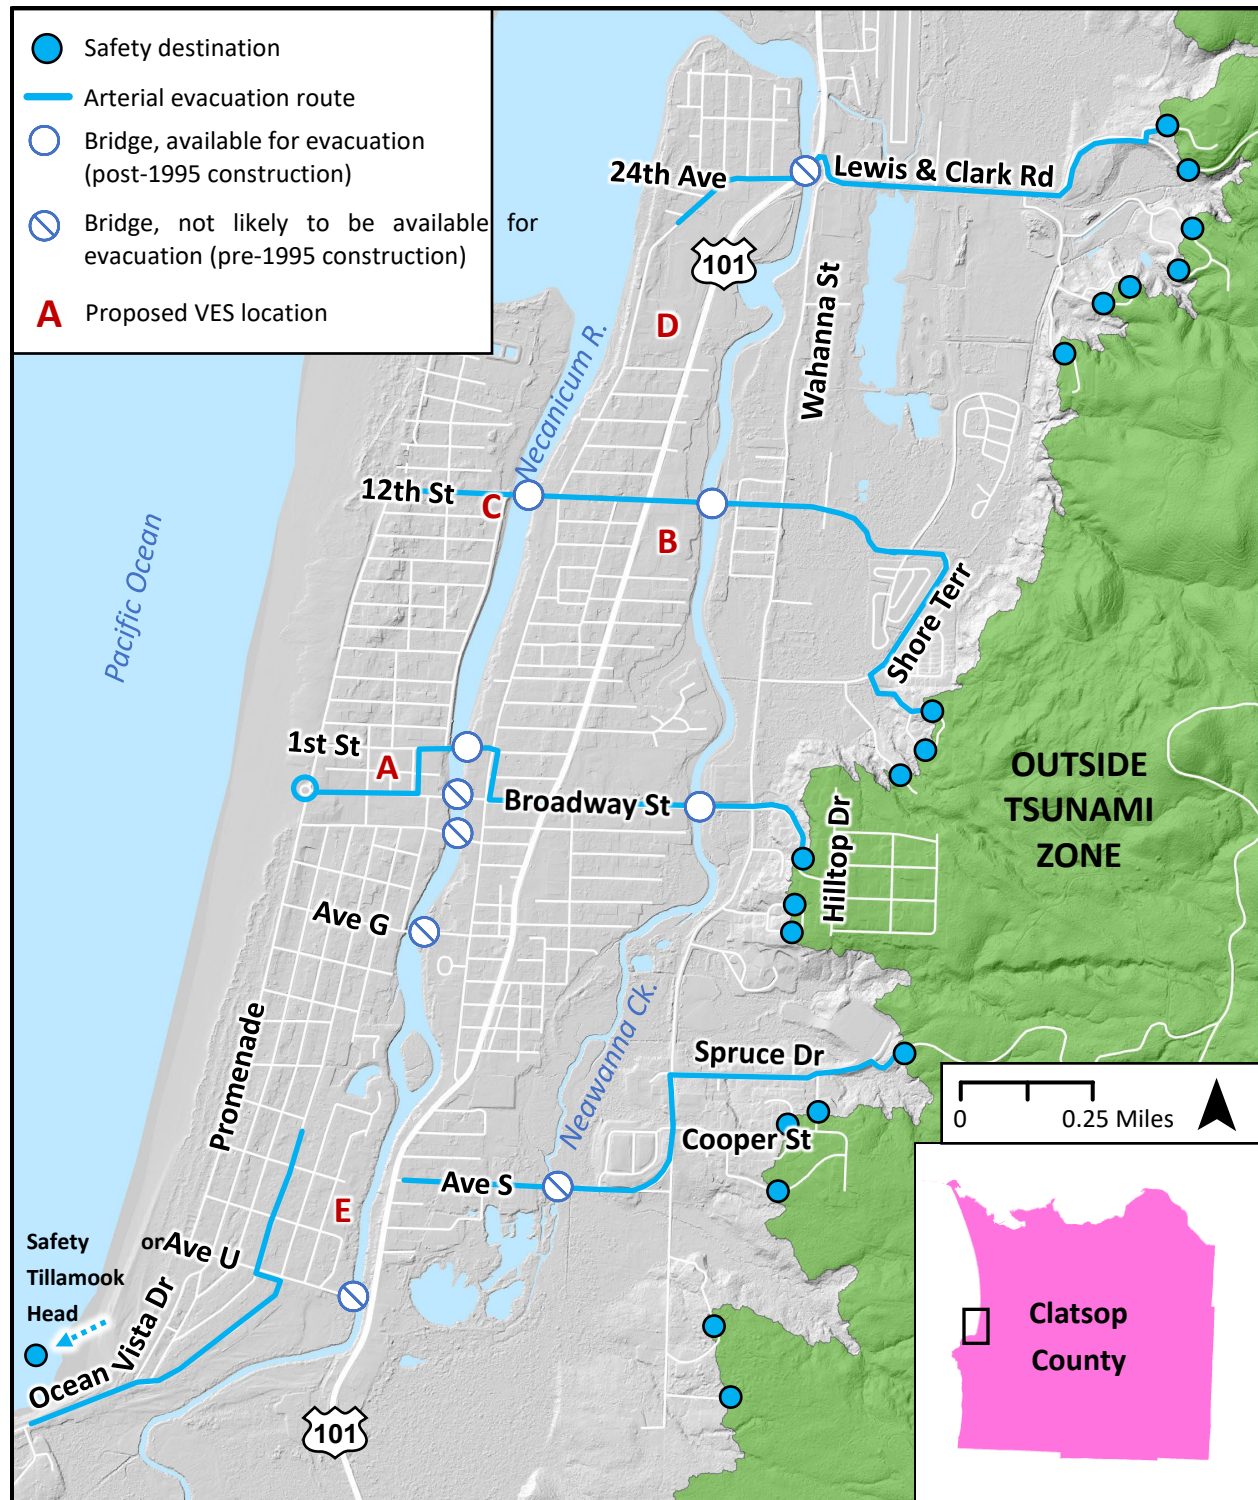 Safety destination
Arterial evacuation route
Bridge, available for evacuation
(post-1995 construction)
Bridge, not likely to be available for
evacuation (pre-1995 construction)
A Proposed VES location
24th Ave
Lewis & Clark Rd
101
Wahanna St
D
Necanicum R.
12th St
C
B
Pacific Ocean
Shore Terr
1st St
A
Broadway St
Hilltop Dr
OUTSIDE
TSUNAMI
ZONE
Ave G
Promenade
Neawanna Ck.
Spruce Dr
Cooper St
Ave S
E
Ave U
Safety or
Tillamook
Head
Ocean Vista Dr
101
0 0.25 Miles
Clatsop
County